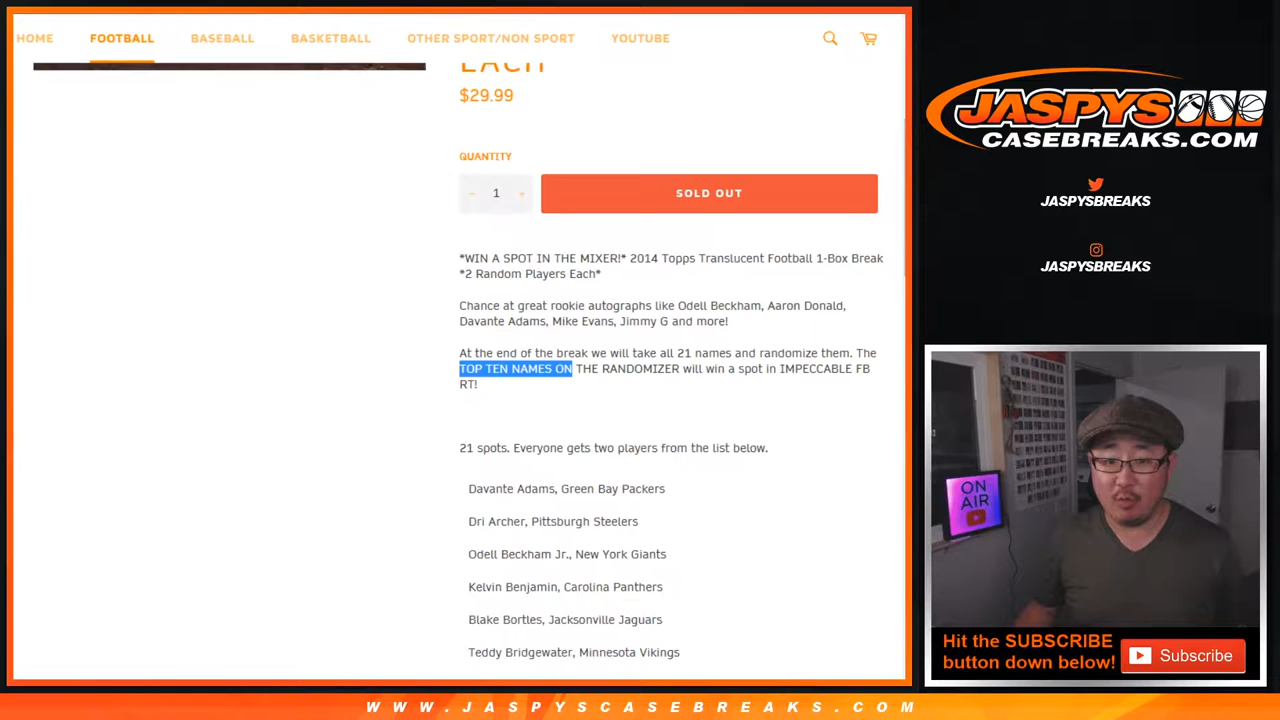 HOME FOOTBALL BASEBALL BASKETBALL OTHER SPORT/NON SPORT YOUTUBE
EACH
$29.99
QUANTITY
− 1 + SOLD OUT
*WIN A SPOT IN THE MIXER!* 2014 Topps Translucent Football 1-Box Break
*2 Random Players Each*
Chance at great rookie autographs like Odell Beckham, Aaron Donald,
Davante Adams, Mike Evans, Jimmy G and more!
At the end of the break we will take all 21 names and randomize them. The
TOP TEN NAMES ON THE RANDOMIZER will win a spot in IMPECCABLE FB
RT!
21 spots. Everyone gets two players from the list below.
Davante Adams, Green Bay Packers
Dri Archer, Pittsburgh Steelers
Odell Beckham Jr., New York Giants
Kelvin Benjamin, Carolina Panthers
Blake Bortles, Jacksonville Jaguars
Teddy Bridgewater, Minnesota Vikings
JASPYS
CASEBREAKS.COM
JASPYSBREAKS
JASPYSBREAKS
ON
AIR
Hit the SUBSCRIBE
button down below!
Subscribe
WWW.JASPYSCASEBREAKS.COM